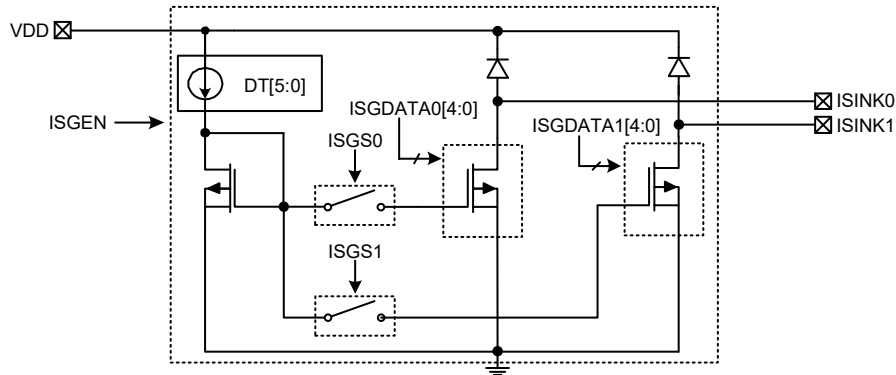 VDD
DT[5:0]
ISGEN
ISGDATA0[4:0]
ISGDATA1[4:0]
ISINK0
ISINK1
ISGS0
ISGS1